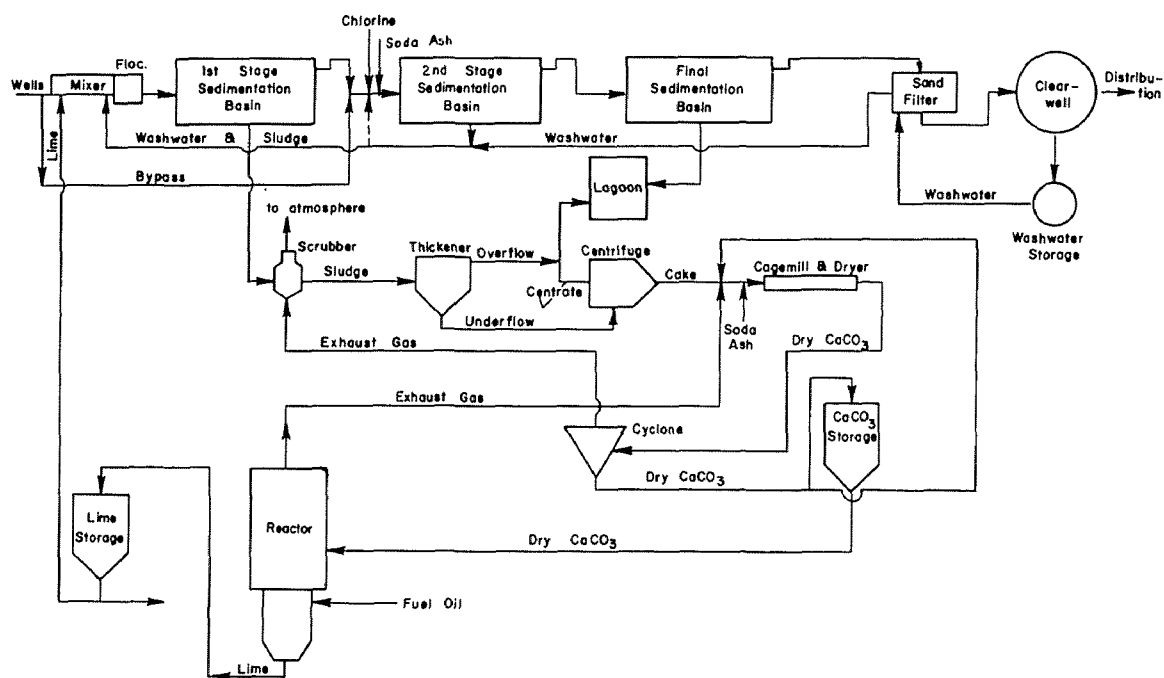 Chlorine
Soda Ash
Floc.
Wells
Mixer
1st Stage
Sedimentation
Basin
2nd Stage
Sedimentation
Basin
Final
Sedimentation
Basin
Sand
Filter
Clear-
well
Distribu-
tion
Lime
Washwater & Sludge
Washwater
Bypass
Lagoon
Washwater
Washwater
Storage
to atmosphere
Scrubber
Sludge
Thickener
Overflow
Centrifuge
Centrate
Cake
Cagemill & Dryer
Underflow
Soda
Ash
Exhaust Gas
Dry CaCO3
Exhaust Gas
Cyclone
CaCO3
Storage
Dry CaCO3
Lime
Storage
Reactor
Dry CaCO3
Fuel Oil
Lime